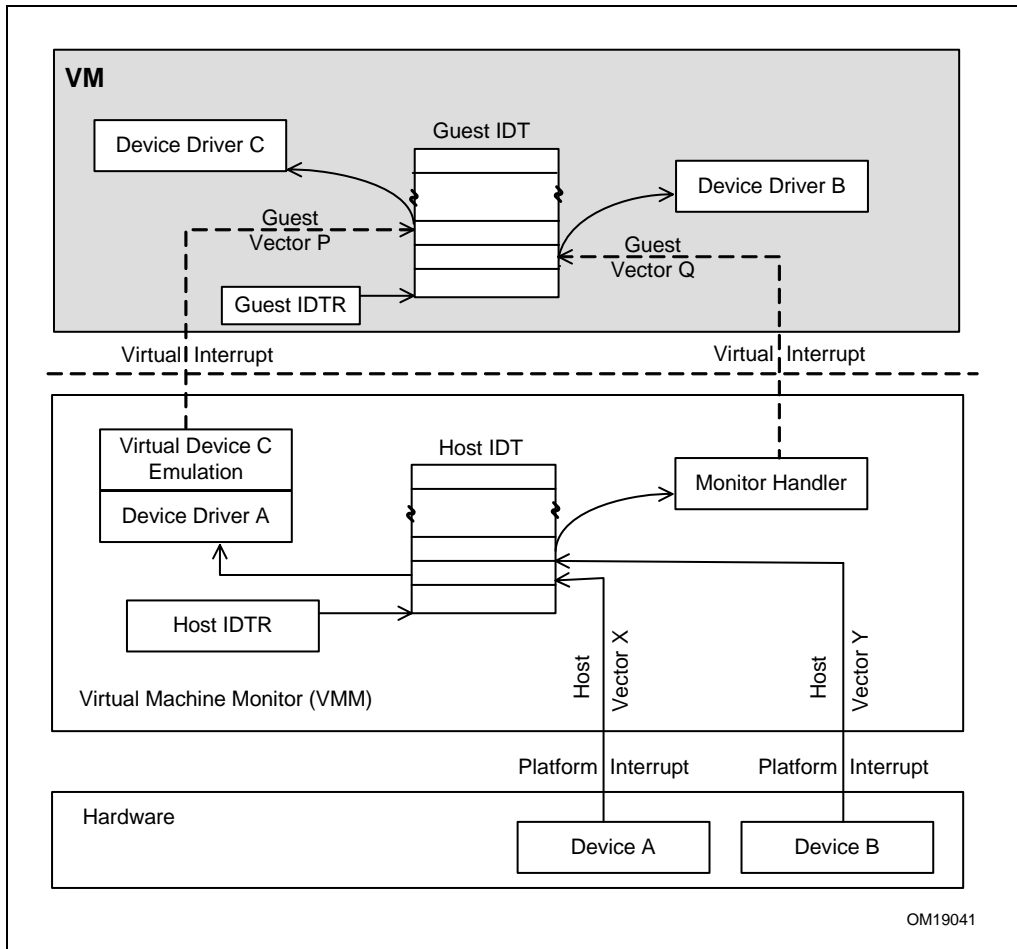 VM
Guest IDT
Device Driver C
Device Driver B
Guest
Vector P
Guest
Vector Q
Guest IDTR
Virtual Interrupt
Virtual Interrupt
Virtual Device C
Emulation
Device Driver A
Host IDT
Monitor Handler
Host IDTR
Host
Vector X
Host
Vector Y
Virtual Machine Monitor (VMM)
Platform Interrupt
Platform Interrupt
Hardware
Device A
Device B
OM19041